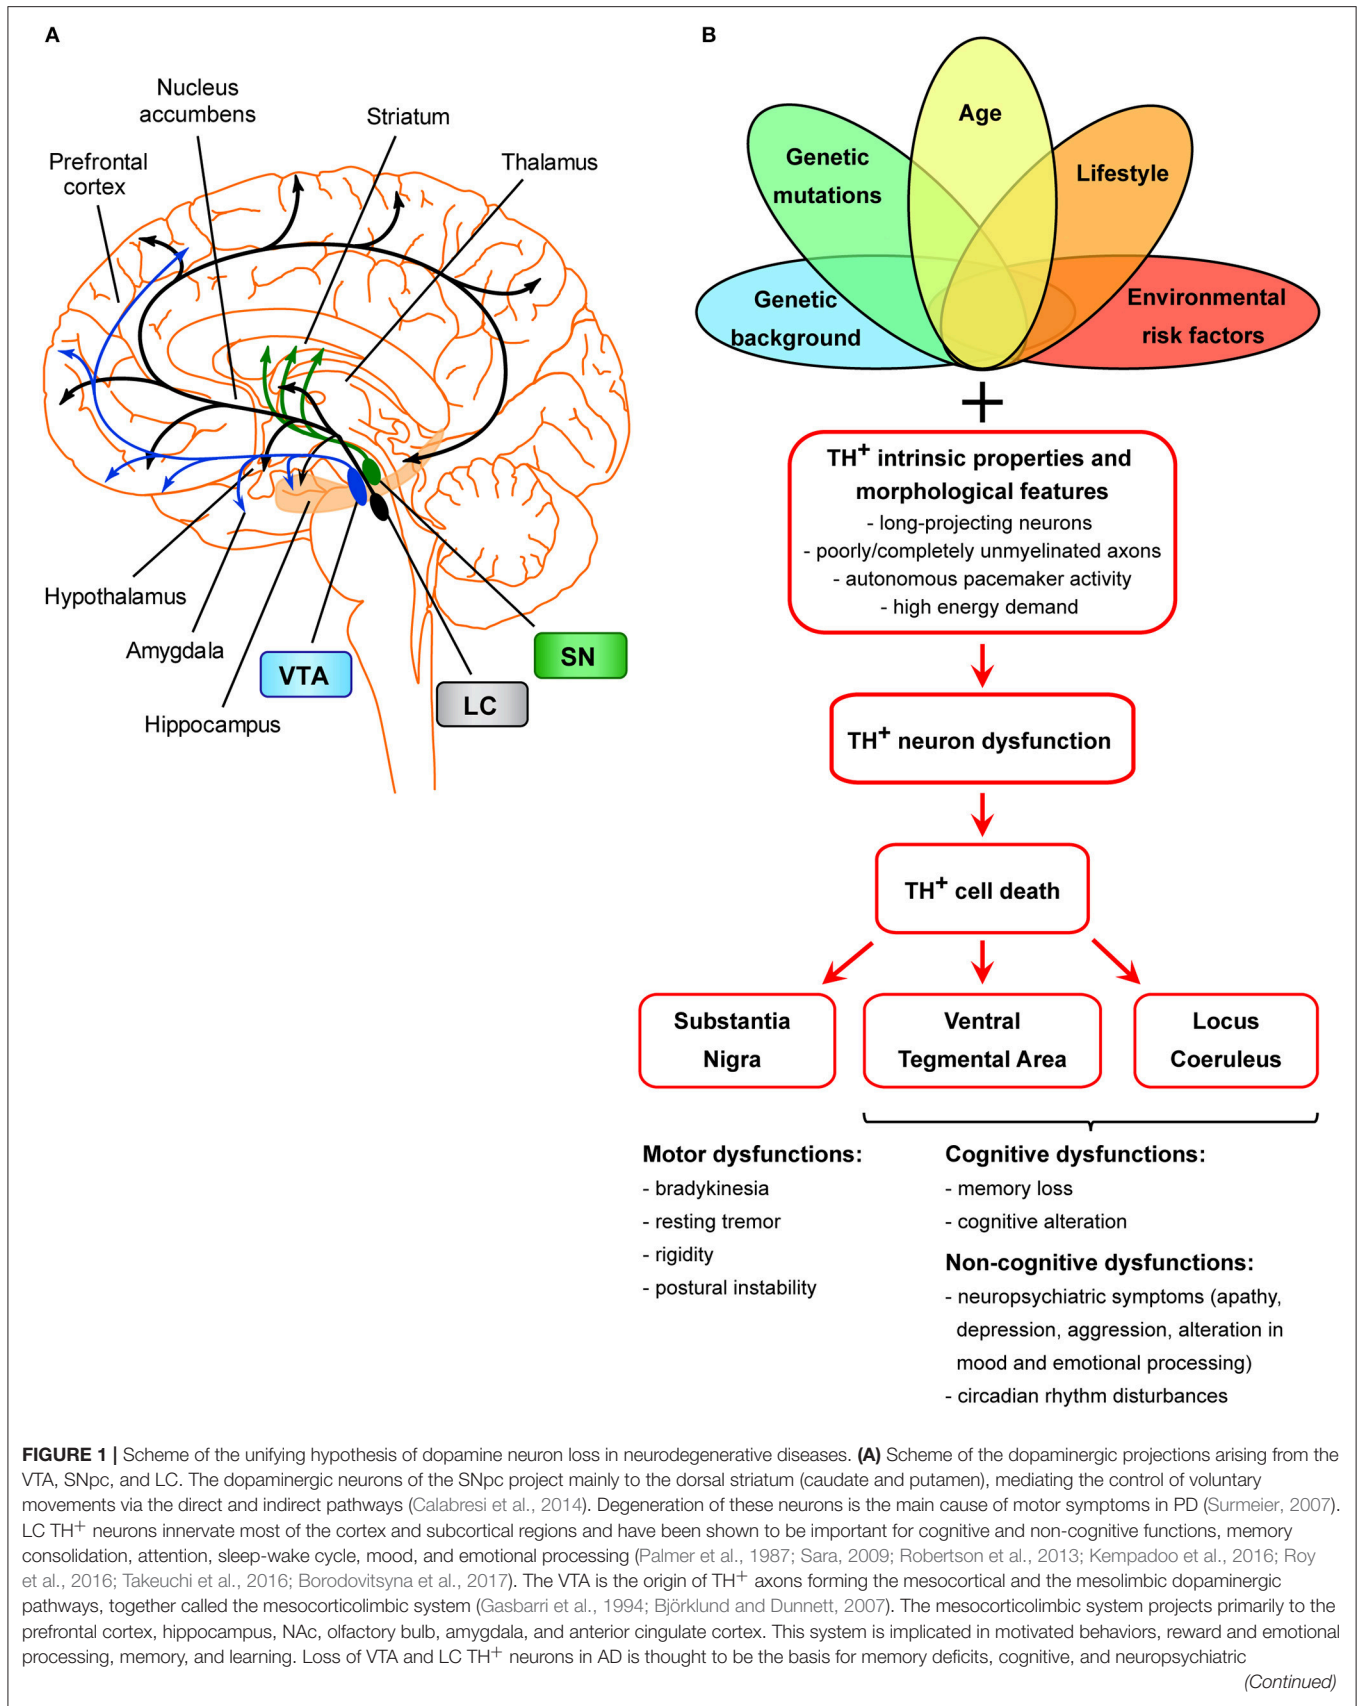 A
Nucleus
accumbens
Striatum
Prefrontal
cortex
Thalamus
Hypothalamus
Amygdala
Hippocampus
VTA
LC
SN
B
Age
Genetic
mutations
Lifestyle
Genetic
background
Environmental
risk factors
+
TH+ intrinsic properties and
morphological features
- long-projecting neurons
- poorly/completely unmyelinated axons
- autonomous pacemaker activity
- high energy demand
TH+ neuron dysfunction
TH+ cell death
Substantia
Nigra
Ventral
Tegmental Area
Locus
Coeruleus
Motor dysfunctions:
- bradykinesia
- resting tremor
- rigidity
- postural instability
Cognitive dysfunctions:
- memory loss
- cognitive alteration
Non-cognitive dysfunctions:
- neuropsychiatric symptoms (apathy,
depression, aggression, alteration in
mood and emotional processing)
- circadian rhythm disturbances
FIGURE 1 | Scheme of the unifying hypothesis of dopamine neuron loss in neurodegenerative diseases. (A) Scheme of the dopaminergic projections arising from the
VTA, SNpc, and LC. The dopaminergic neurons of the SNpc project mainly to the dorsal striatum (caudate and putamen), mediating the control of voluntary
movements via the direct and indirect pathways (Calabresi et al., 2014). Degeneration of these neurons is the main cause of motor symptoms in PD (Surmeier, 2007).
LC TH+ neurons innervate most of the cortex and subcortical regions and have been shown to be important for cognitive and non-cognitive functions, memory
consolidation, attention, sleep-wake cycle, mood, and emotional processing (Palmer et al., 1987; Sara, 2009; Robertson et al., 2013; Kempadoo et al., 2016; Roy
et al., 2016; Takeuchi et al., 2016; Borodovitsyna et al., 2017). The VTA is the origin of TH+ axons forming the mesocortical and the mesolimbic dopaminergic
pathways, together called the mesocorticolimbic system (Gasbarri et al., 1994; Björklund and Dunnett, 2007). The mesocorticolimbic system projects primarily to the
prefrontal cortex, hippocampus, NAc, olfactory bulb, amygdala, and anterior cingulate cortex. This system is implicated in motivated behaviors, reward and emotional
processing, memory, and learning. Loss of VTA and LC TH+ neurons in AD is thought to be the basis for memory deficits, cognitive, and neuropsychiatric
(Continued)